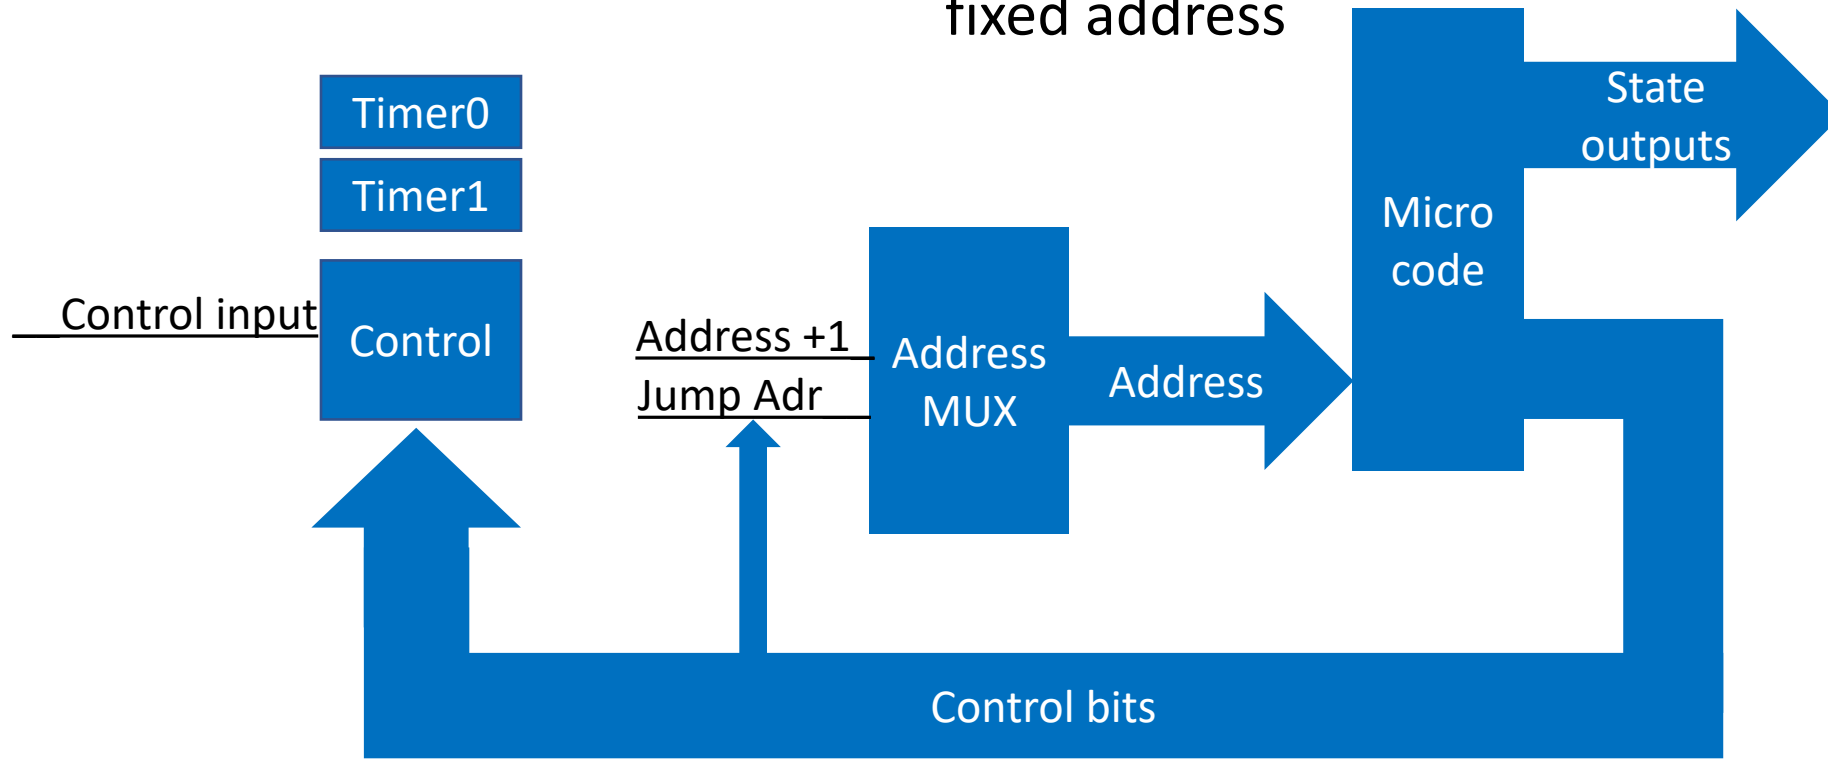 fixed address
Timer0
Timer1
Control input
Control
Address +1
Jump Adr
Address
MUX
Address
Micro
code
State
outputs
Control bits